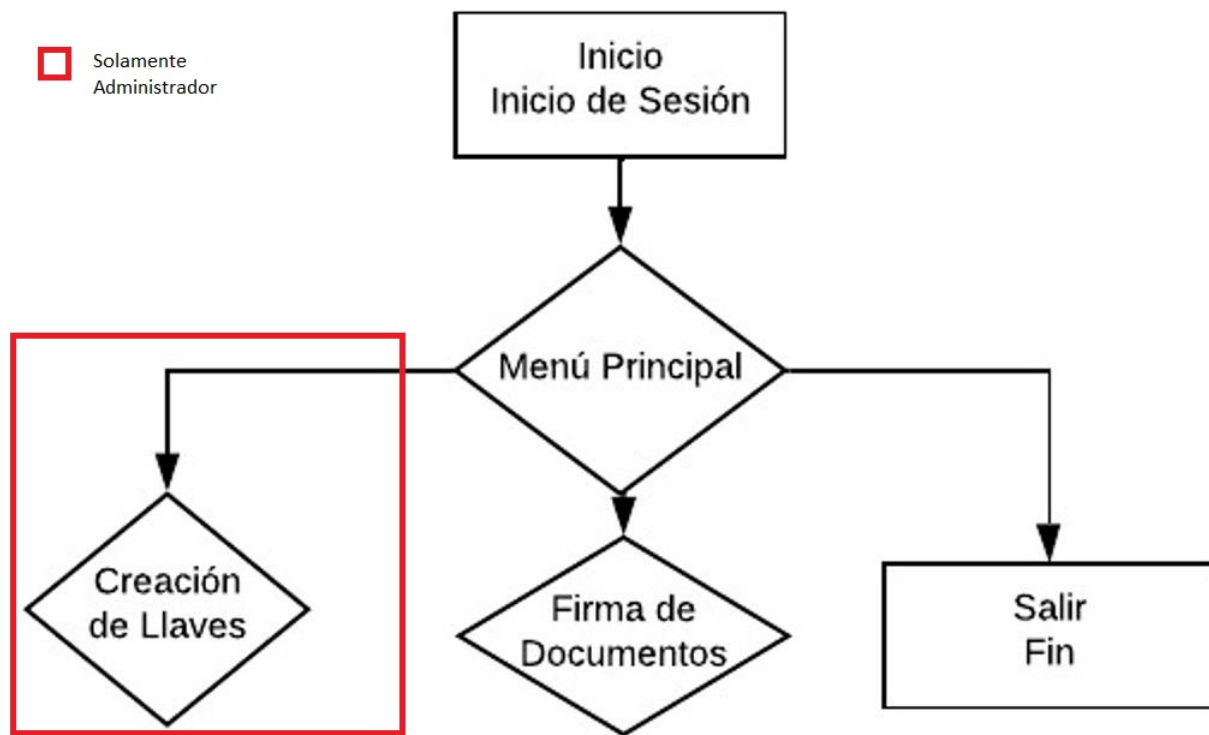 Solamente
Administrador
Inicio
Inicio de Sesión
Menú Principal
Creación
de Llaves
Firma de
Documentos
Salir
Fin